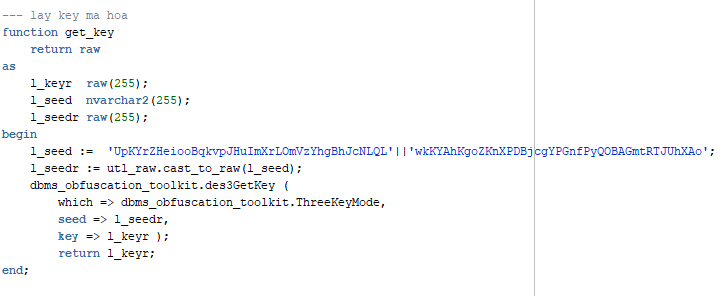 --- lay key ma hoa
function get_key
    return raw
as
    l_keyr  raw(255);
    l_seed  nvarchar2(255);
    l_seedr raw(255);
begin
    l_seed :=  'UpKYrZHeiooBqkvpJHuImXrLOmVzYhgBhJcNLQL'||'wkKYAhKgoZKnXPDBjcgYPGnfPyQOBAGmtRTJUhXAo';
    l_seedr := utl_raw.cast_to_raw(l_seed);
    dbms_obfuscation_toolkit.des3GetKey (
        which => dbms_obfuscation_toolkit.ThreeKeyMode,
        seed => l_seedr,
        key => l_keyr );
        return l_keyr;
end;